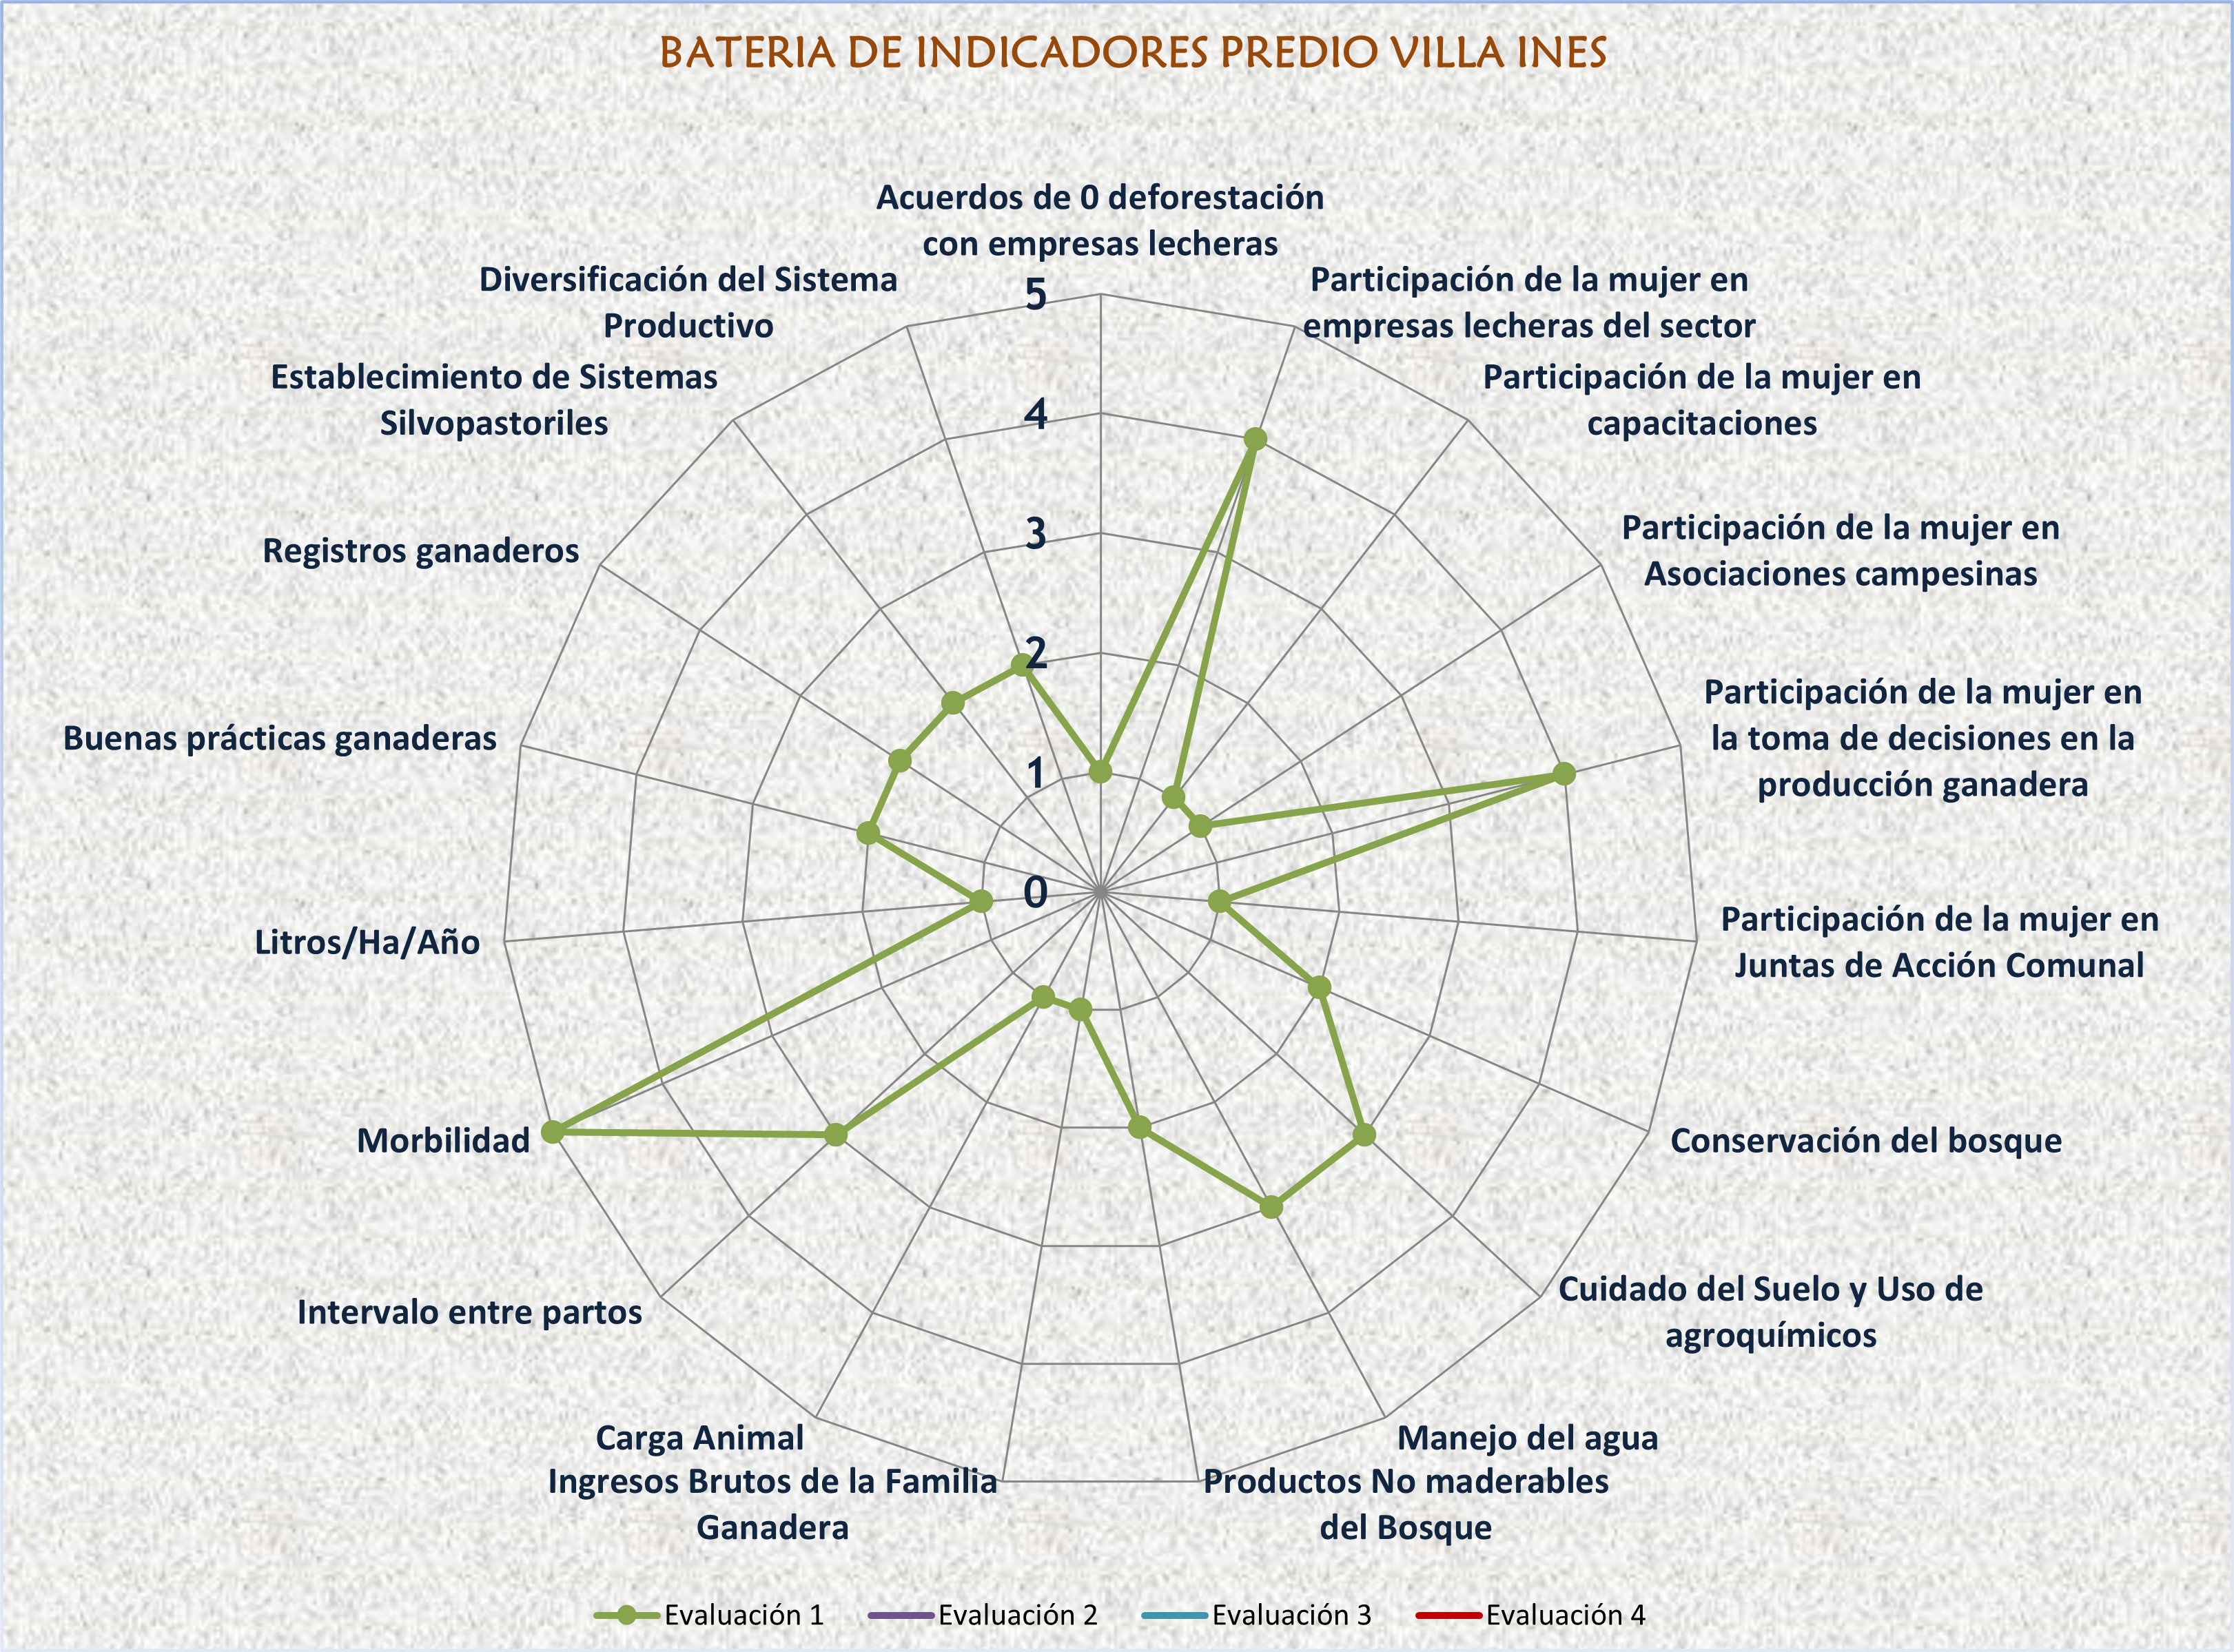 BATERIA DE INDICADORES PREDIO VILLA INES
Acuerdos de 0 deforestación
con empresas lecheras
Participación de la mujer en
empresas lecheras del sector
Participación de la mujer en
capacitaciones
Participación de la mujer en
Asociaciones campesinas
Participación de la mujer en
la toma de decisiones en la
producción ganadera
Participación de la mujer en
Juntas de Acción Comunal
Conservación del bosque
Cuidado del Suelo y Uso de
agroquímicos
Manejo del agua
Productos No maderables
del Bosque
Ingresos Brutos de la Familia
Ganadera
Carga Animal
Intervalo entre partos
Morbilidad
Litros/Ha/Año
Buenas prácticas ganaderas
Registros ganaderos
Establecimiento de Sistemas
Silvopastoriles
Diversificación del Sistema
Productivo
5
4
3
2
1
0
Evaluación 1
Evaluación 2
Evaluación 3
Evaluación 4